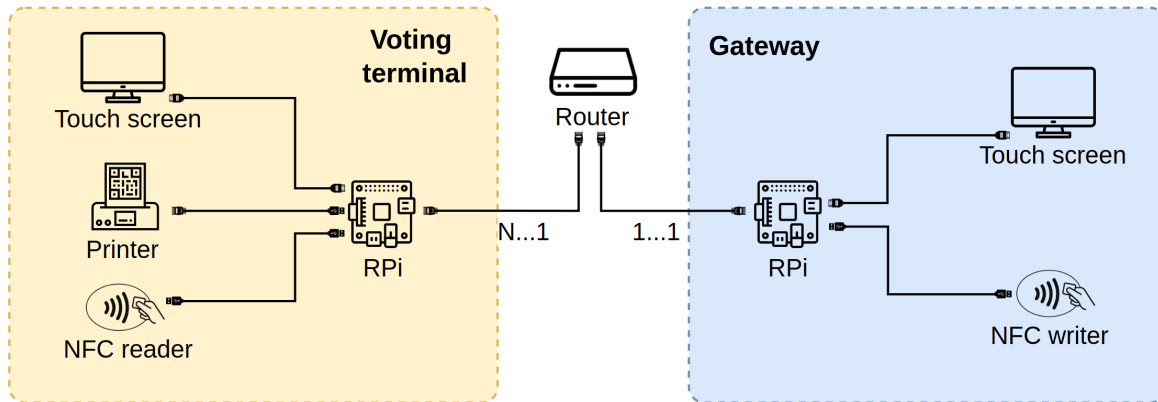 Voting
terminal
Touch screen
Printer
NFC reader
RPi
N...1
Router
1...1
Gateway
RPi
Touch screen
NFC writer